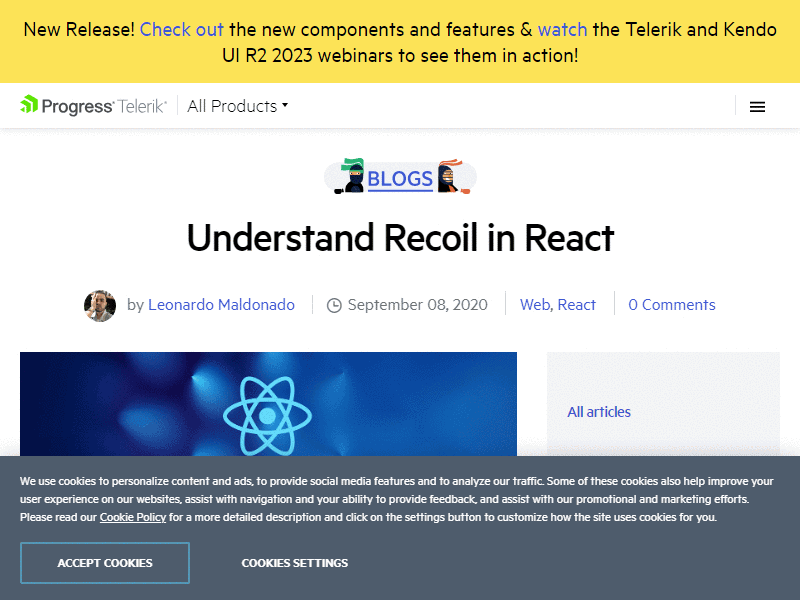 New Release! Check out the new components and features & watch the Telerik and Kendo
UI R2 2023 webinars to see them in action!
Progress Telerik All Products
BLOGS
Understand Recoil in React
by Leonardo Maldonado September 08, 2020 Web, React 0 Comments
All articles
We use cookies to personalize content and ads, to provide social media features and to analyze our traffic. Some of these cookies also help improve your
user experience on our websites, assist with navigation and your ability to provide feedback, and assist with our promotional and marketing efforts.
Please read our Cookie Policy for a more detailed description and click on the settings button to customize how the site uses cookies for you.
ACCEPT COOKIES COOKIES SETTINGS